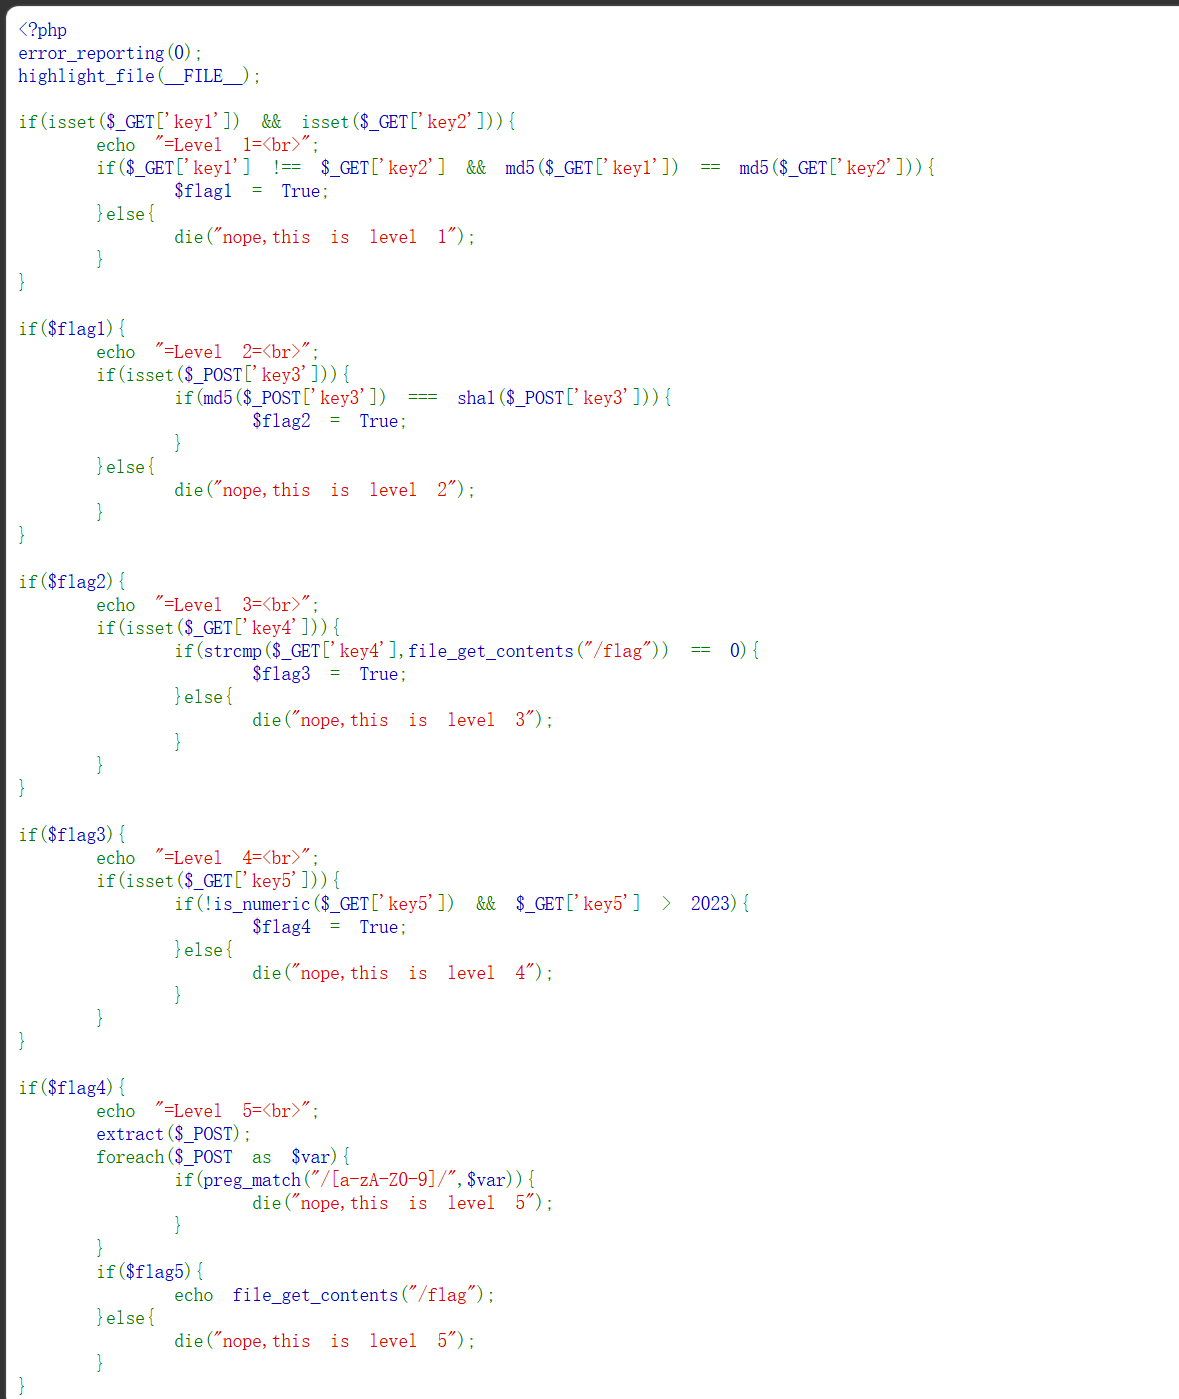 <?php
error_reporting(0);
highlight_file(__FILE__);

if(isset($_GET['key1']) && isset($_GET['key2'])){
        echo "=Level 1=<br>";
        if($_GET['key1'] !== $_GET['key2'] && md5($_GET['key1']) == md5($_GET['key2'])){
                $flag1 = True;
        }else{
                die("nope,this is level 1");
        }
}

if($flag1){
        echo "=Level 2=<br>";
        if(isset($_POST['key3'])){
                if(md5($_POST['key3']) === sha1($_POST['key3'])){
                        $flag2 = True;
                }
        }else{
                die("nope,this is level 2");
        }
}

if($flag2){
        echo "=Level 3=<br>";
        if(isset($_GET['key4'])){
                if(strcmp($_GET['key4'],file_get_contents("/flag")) == 0){
                        $flag3 = True;
                }else{
                        die("nope,this is level 3");
                }
        }
}

if($flag3){
        echo "=Level 4=<br>";
        if(isset($_GET['key5'])){
                if(!is_numeric($_GET['key5']) && $_GET['key5'] > 2023){
                        $flag4 = True;
                }else{
                        die("nope,this is level 4");
                }
        }
}

if($flag4){
        echo "=Level 5=<br>";
        extract($_POST);
        foreach($_POST as $var){
                if(preg_match("/[a-zA-Z0-9]/",$var)){
                        die("nope,this is level 5");
                }
        }
        if($flag5){
                echo file_get_contents("/flag");
        }else{
                die("nope,this is level 5");
        }
}